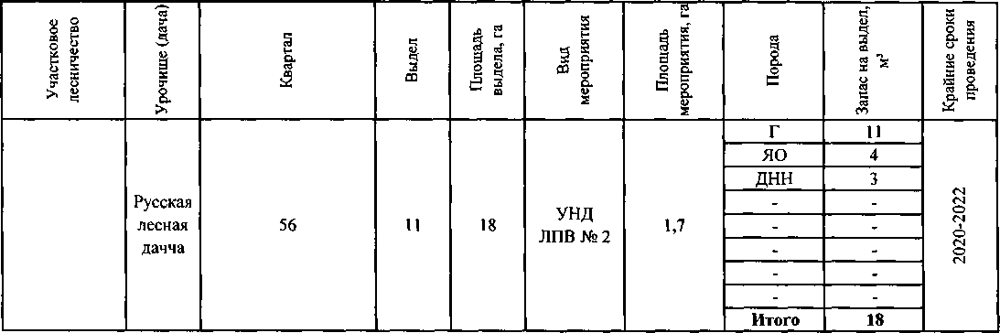 Участковое
лесничество
Урочище (дача)
Квартал
Выдел
Площадь
выдела, га
Вид
мероприятия
Площадь
мероприятия, га
Порода
Запас на выдел,
м³
Крайние сроки
проведения
Русская
лесная
дачча
56
11
18
УНД
ЛПВ № 2
1,7
Г 11
ЯО 4
ДНН 3
- -
- -
- -
- -
- -
Итого 18
2020-2022